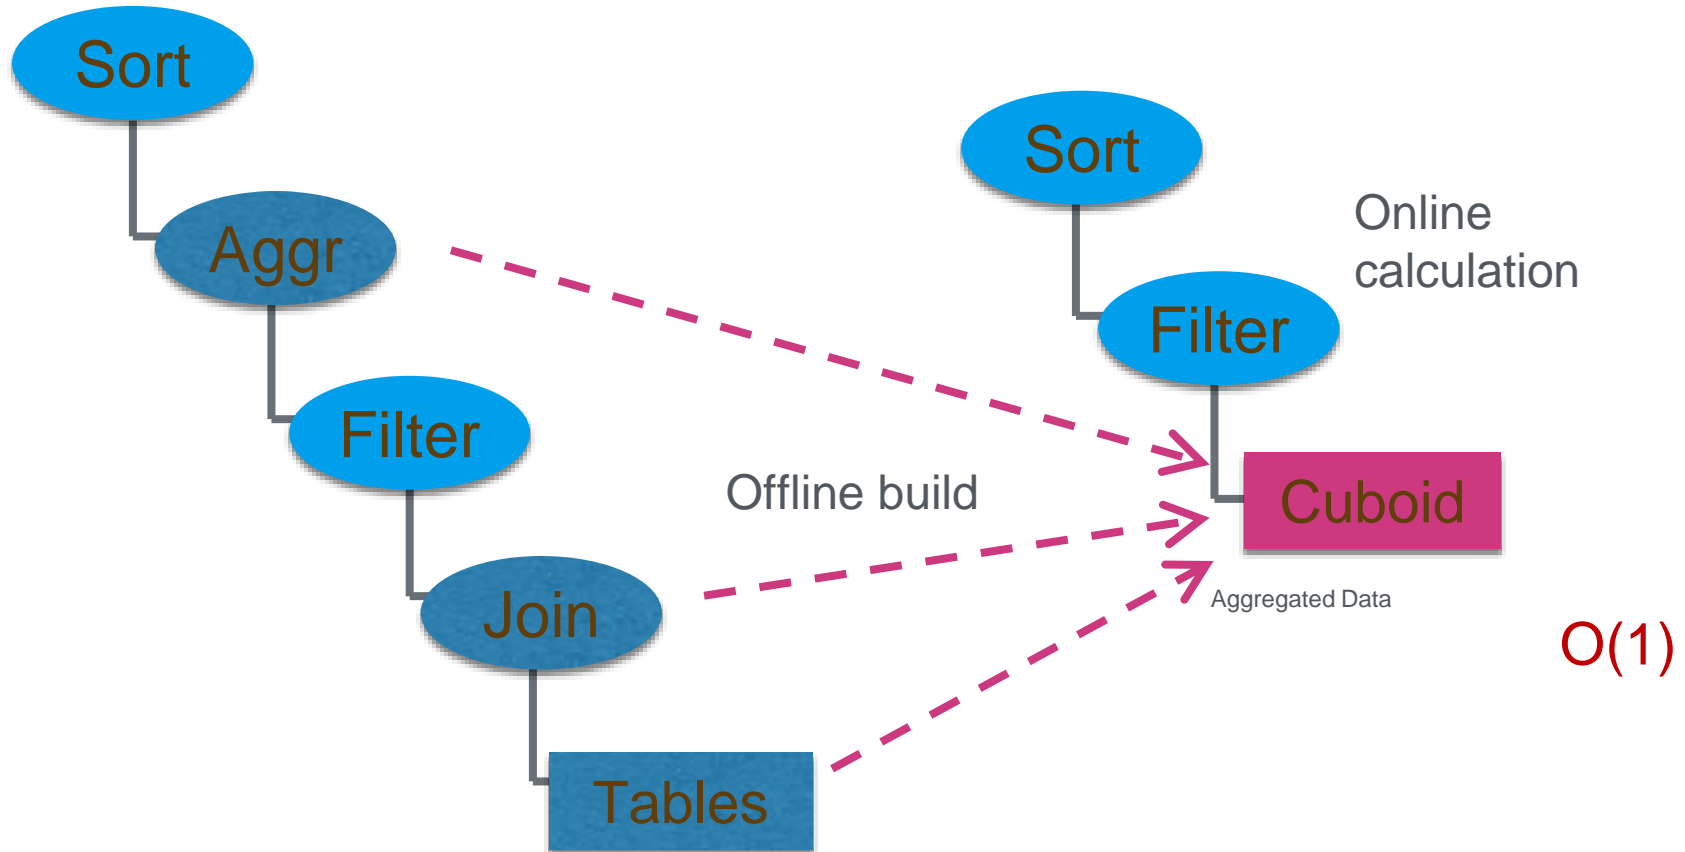 Sort
Aggr
Filter
Join
Tables
Offline build
Sort
Filter
Online
calculation
Cuboid
Aggregated Data
O(1)